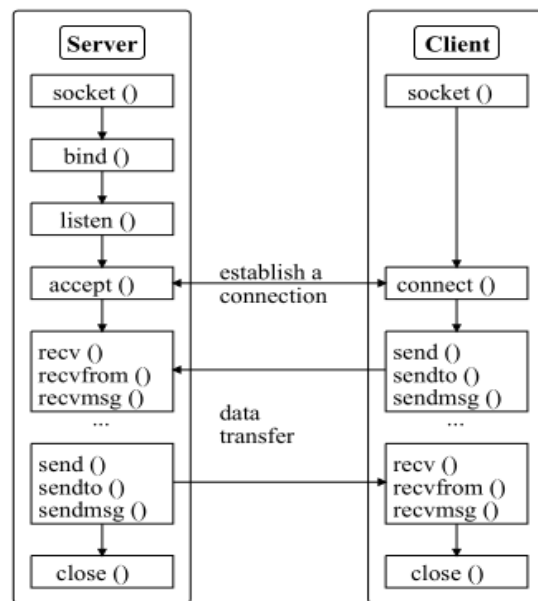 Server
socket ()
bind ()
listen ()
accept ()
recv ()
recvfrom ()
recvmsg ()
...
send ()
sendto ()
sendmsg ()
close ()
establish a
connection
data
transfer
Client
socket ()
connect ()
send ()
sendto ()
sendmsg ()
...
recv ()
recvfrom ()
recvmsg ()
close ()